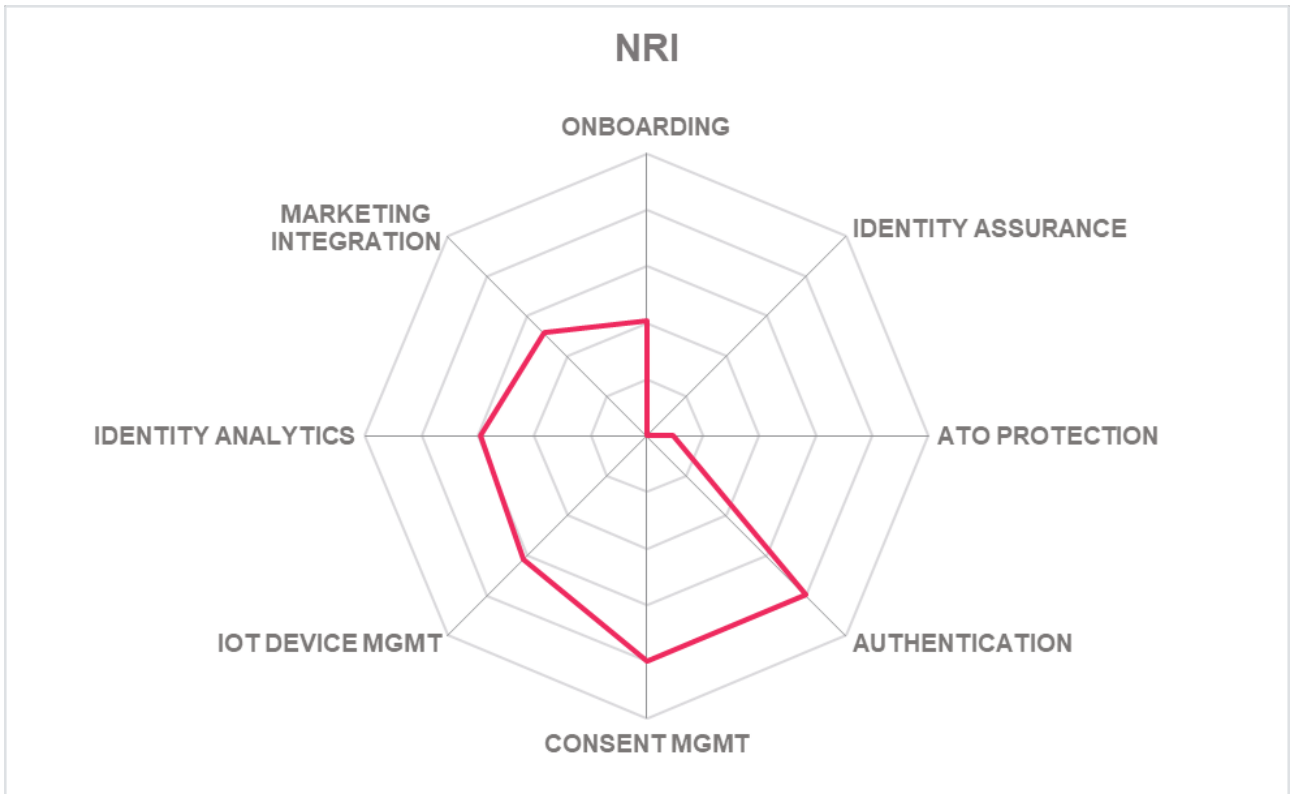 NRI
ONBOARDING
MARKETING
INTEGRATION
IDENTITY ASSURANCE
IDENTITY ANALYTICS
ATO PROTECTION
IOT DEVICE MGMT
AUTHENTICATION
CONSENT MGMT